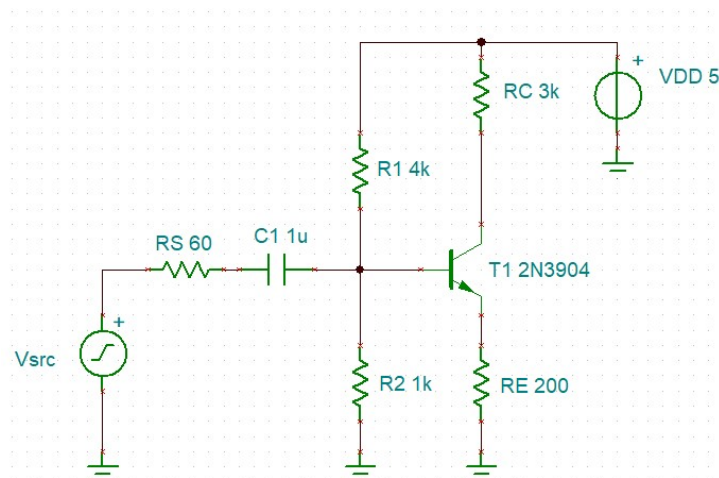 RC 3k
+
VDD 5
R1 4k
RS 60
C1 1u
T1 2N3904
+
Vsrc
R2 1k
RE 200